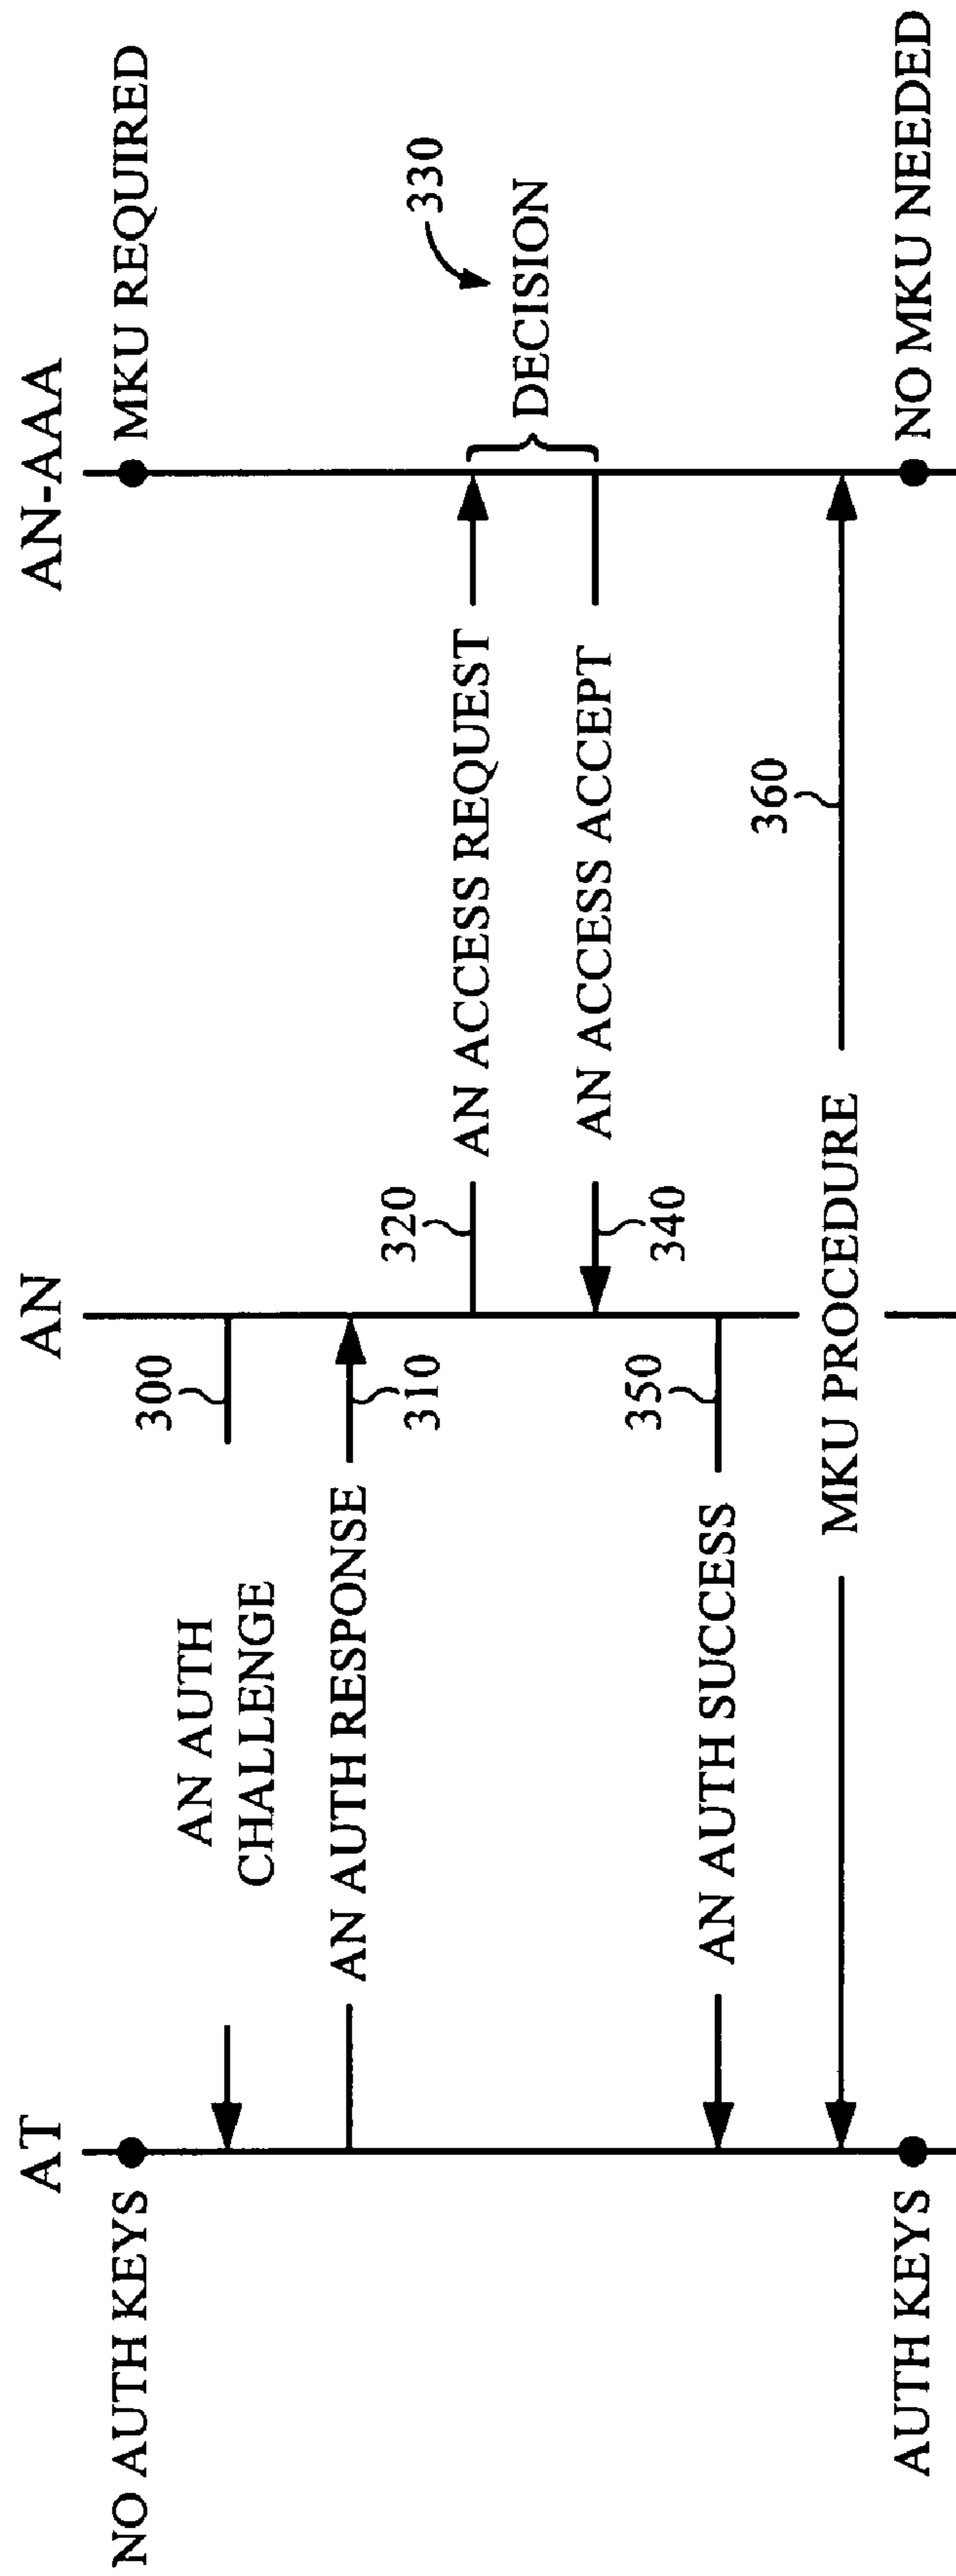 AT
AN
AN-AAA
NO AUTH KEYS
MKU REQUIRED
300
AN AUTH
CHALLENGE
AN AUTH RESPONSE
310
320
AN ACCESS REQUEST
330
DECISION
AN ACCESS ACCEPT
340
350
AN AUTH SUCCESS
360
MKU PROCEDURE
AUTH KEYS
NO MKU NEEDED